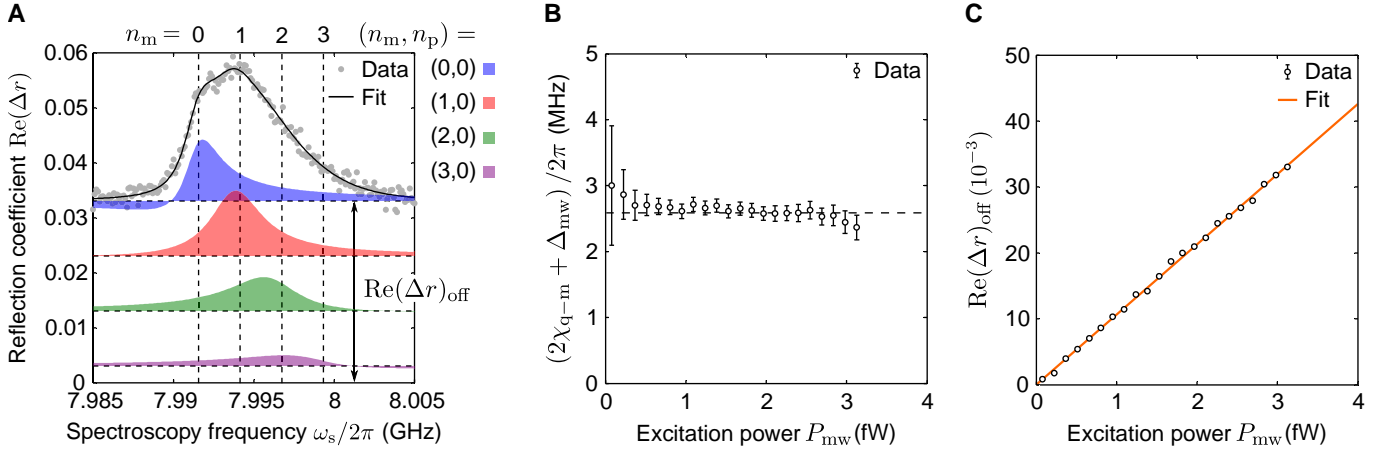 A
n_m = 0 1 2 3 (n_m, n_p) =
(0,0)
(1,0)
(2,0)
(3,0)
Data
Fit
Re(Δr)_off
0.06
0.05
0.04
0.03
0.02
0.01
0
7.985 7.99 7.995 8 8.005
Reflection coefficient Re(Δr)
Spectroscopy frequency ω_s/2π (GHz)
B
Data
5
4
3
2
1
0
0 1 2 3 4
(2χ_q−m + Δ_mw) /2π (MHz)
Excitation power P_mw (fW)
C
Data
Fit
50
40
30
20
10
0
0 1 2 3 4
Re(Δr)_off (10⁻³)
Excitation power P_mw (fW)